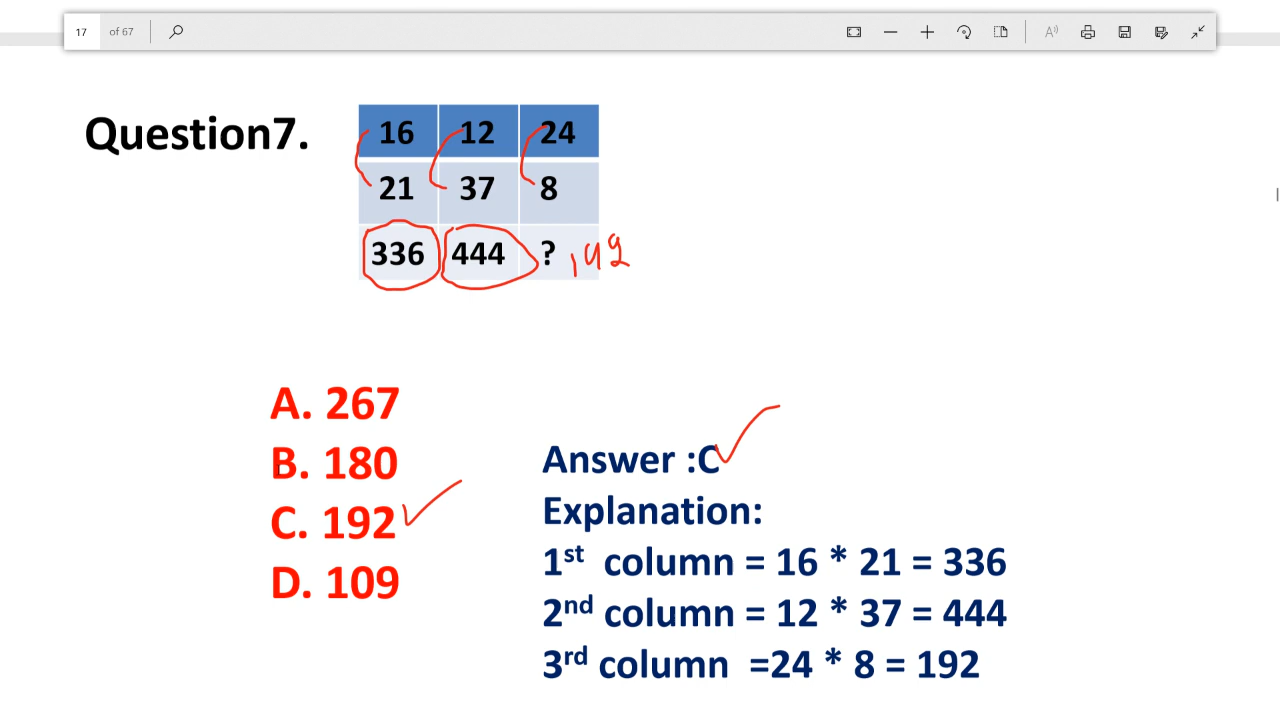 17 of 67
Question7.
16 12 24
21 37 8
336 444 ? 192
A. 267
B. 180
C. 192
D. 109
Answer :C
Explanation:
1st column = 16 * 21 = 336
2nd column = 12 * 37 = 444
3rd column =24 * 8 = 192